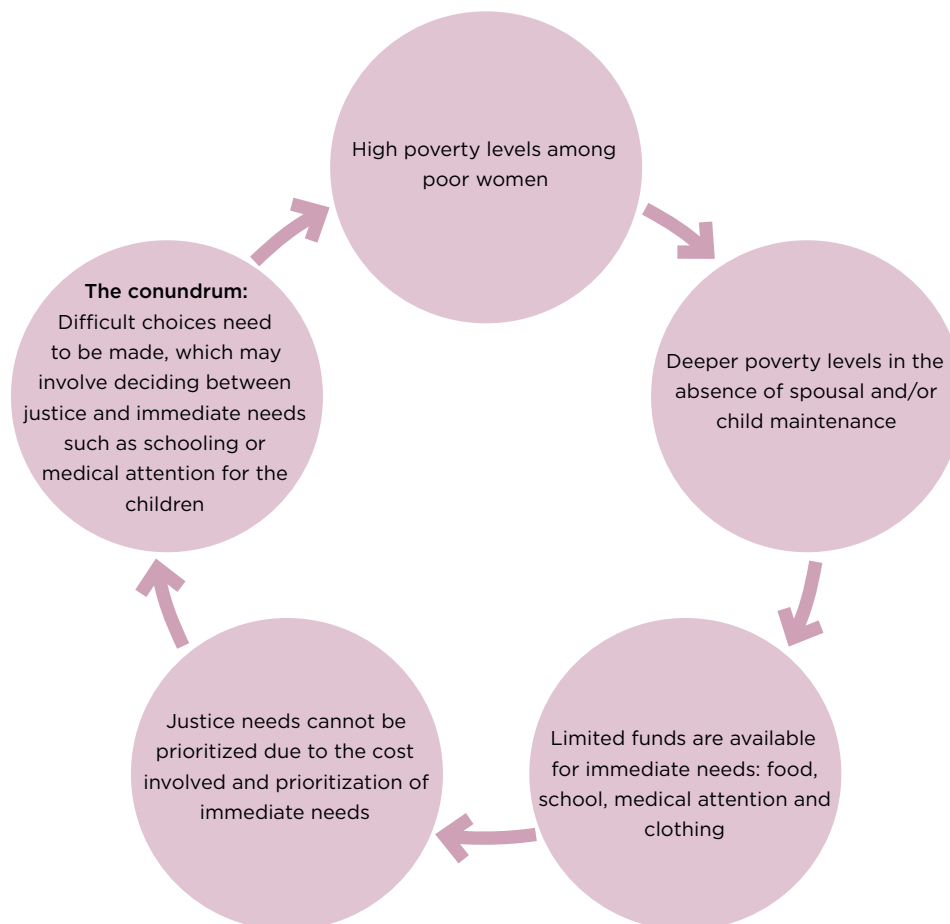 High poverty levels among
poor women
Deeper poverty levels in the
absence of spousal and/or
child maintenance
Limited funds are available
for immediate needs: food,
school, medical attention and
clothing
Justice needs cannot be
prioritized due to the cost
involved and prioritization of
immediate needs
The conundrum:
Difficult choices need
to be made, which may
involve deciding between
justice and immediate needs
such as schooling or
medical attention for the
children